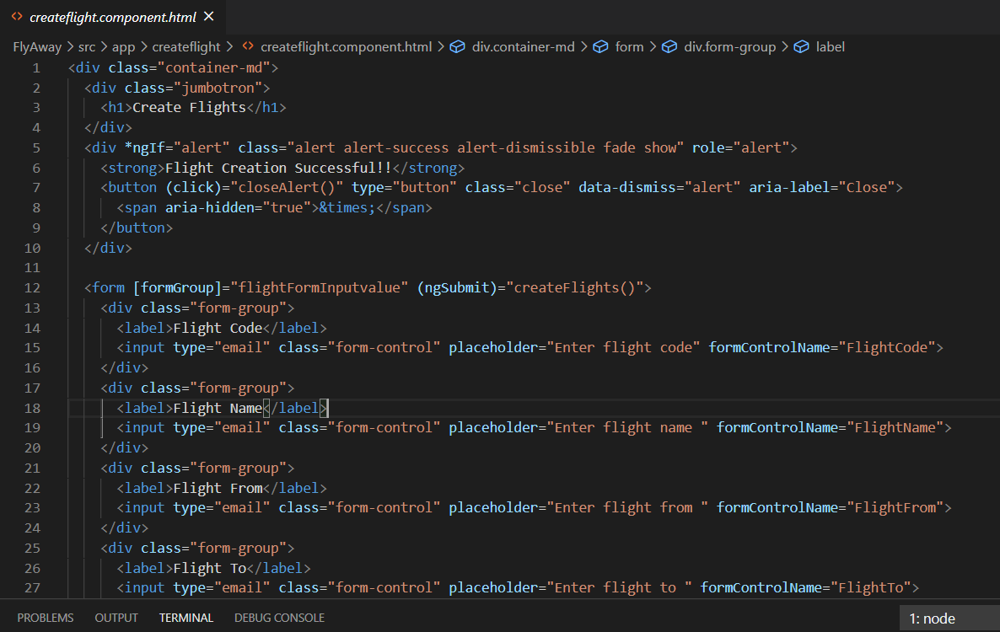 createflight.component.html
FlyAway > src > app > createflight > createflight.component.html > div.container-md > form > div.form-group > label
1 <div class="container-md">
2 <div class="jumbotron">
3 <h1>Create Flights</h1>
4 </div>
5 <div *ngIf="alert" class="alert alert-success alert-dismissible fade show" role="alert">
6 <strong>Flight Creation Successful!!</strong>
7 <button (click)="closeAlert()" type="button" class="close" data-dismiss="alert" aria-label="Close">
8 <span aria-hidden="true">&times;</span>
9 </button>
10 </div>
11
12 <form [formGroup]="flightFormInputvalue" (ngSubmit)="createFlights()">
13 <div class="form-group">
14 <label>Flight Code</label>
15 <input type="email" class="form-control" placeholder="Enter flight code" formControlName="FlightCode">
16 </div>
17 <div class="form-group">
18 <label>Flight Name</label>
19 <input type="email" class="form-control" placeholder="Enter flight name " formControlName="FlightName">
20 </div>
21 <div class="form-group">
22 <label>Flight From</label>
23 <input type="email" class="form-control" placeholder="Enter flight from " formControlName="FlightFrom">
24 </div>
25 <div class="form-group">
26 <label>Flight To</label>
27 <input type="email" class="form-control" placeholder="Enter flight to " formControlName="FlightTo">
PROBLEMS OUTPUT TERMINAL DEBUG CONSOLE 1: node